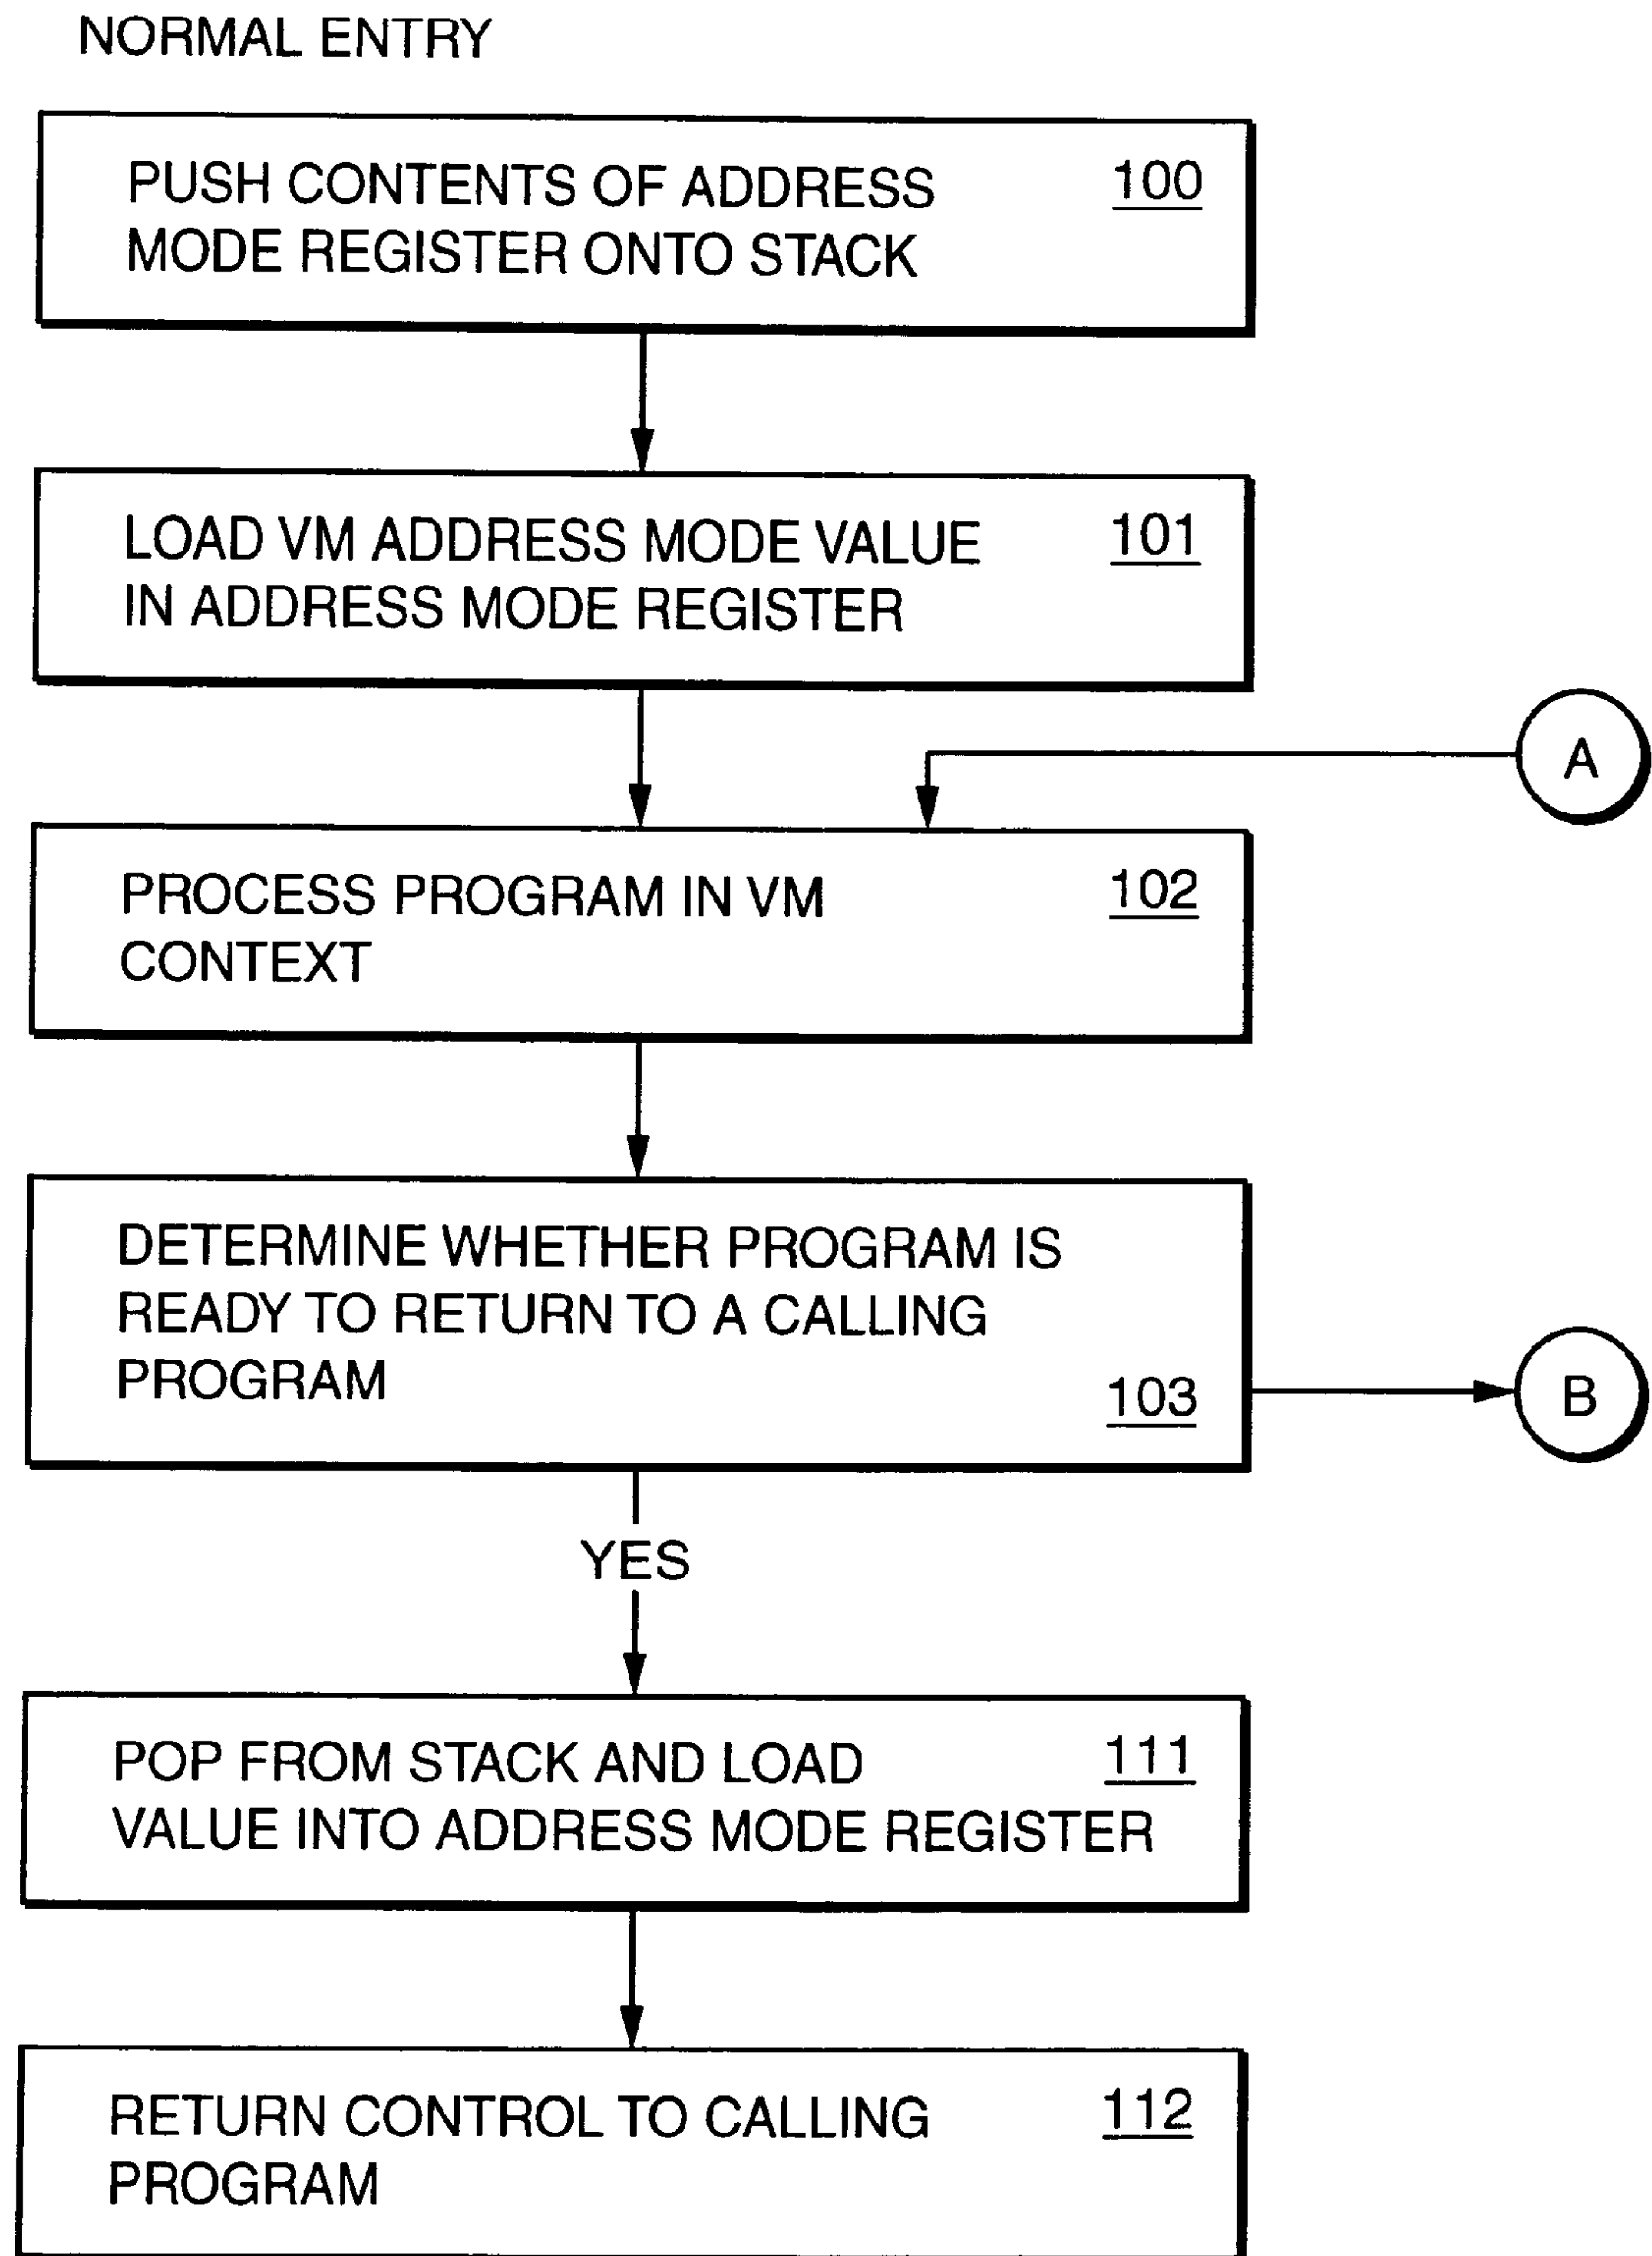 NORMAL ENTRY
PUSH CONTENTS OF ADDRESS 100
MODE REGISTER ONTO STACK
LOAD VM ADDRESS MODE VALUE 101
IN ADDRESS MODE REGISTER
A
PROCESS PROGRAM IN VM 102
CONTEXT
DETERMINE WHETHER PROGRAM IS
READY TO RETURN TO A CALLING
PROGRAM 103
B
YES
POP FROM STACK AND LOAD 111
VALUE INTO ADDRESS MODE REGISTER
RETURN CONTROL TO CALLING 112
PROGRAM